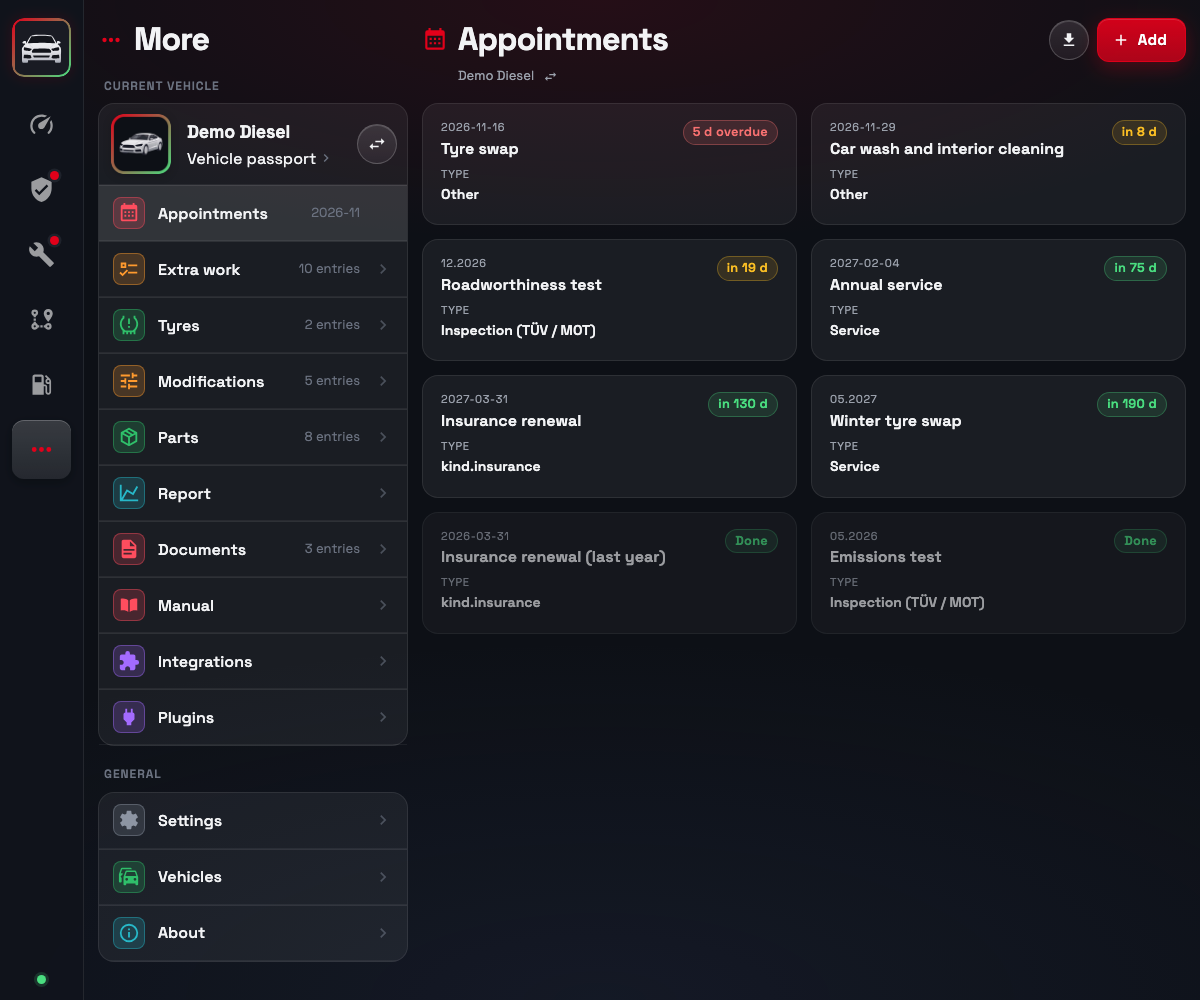 More
CURRENT VEHICLE
Demo Diesel
Vehicle passport
Appointments 2026-11
Extra work 10 entries
Tyres 2 entries
Modifications 5 entries
Parts 8 entries
Report
Documents 3 entries
Manual
Integrations
Plugins
GENERAL
Settings
Vehicles
About
Appointments
Demo Diesel
Add
2026-11-16
5 d overdue
Tyre swap
TYPE
Other
2026-11-29
in 8 d
Car wash and interior cleaning
TYPE
Other
12.2026
in 19 d
Roadworthiness test
TYPE
Inspection (TÜV / MOT)
2027-02-04
in 75 d
Annual service
TYPE
Service
2027-03-31
in 130 d
Insurance renewal
TYPE
kind.insurance
05.2027
in 190 d
Winter tyre swap
TYPE
Service
2026-03-31
Done
Insurance renewal (last year)
TYPE
kind.insurance
05.2026
Done
Emissions test
TYPE
Inspection (TÜV / MOT)